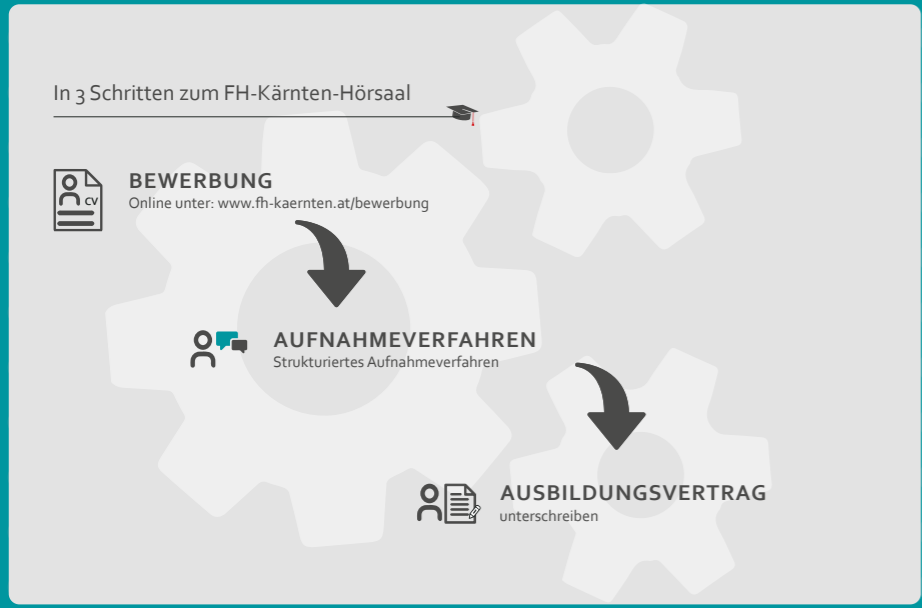 In 3 Schritten zum FH-Kärnten-Hörsaal
CV
BEWERBUNG
Online unter: www.fh-kaernten.at/bewerbung
AUFNAHMEVERFAHREN
Strukturiertes Aufnahmeverfahren
AUSBILDUNGSVERTRAG
unterschreiben